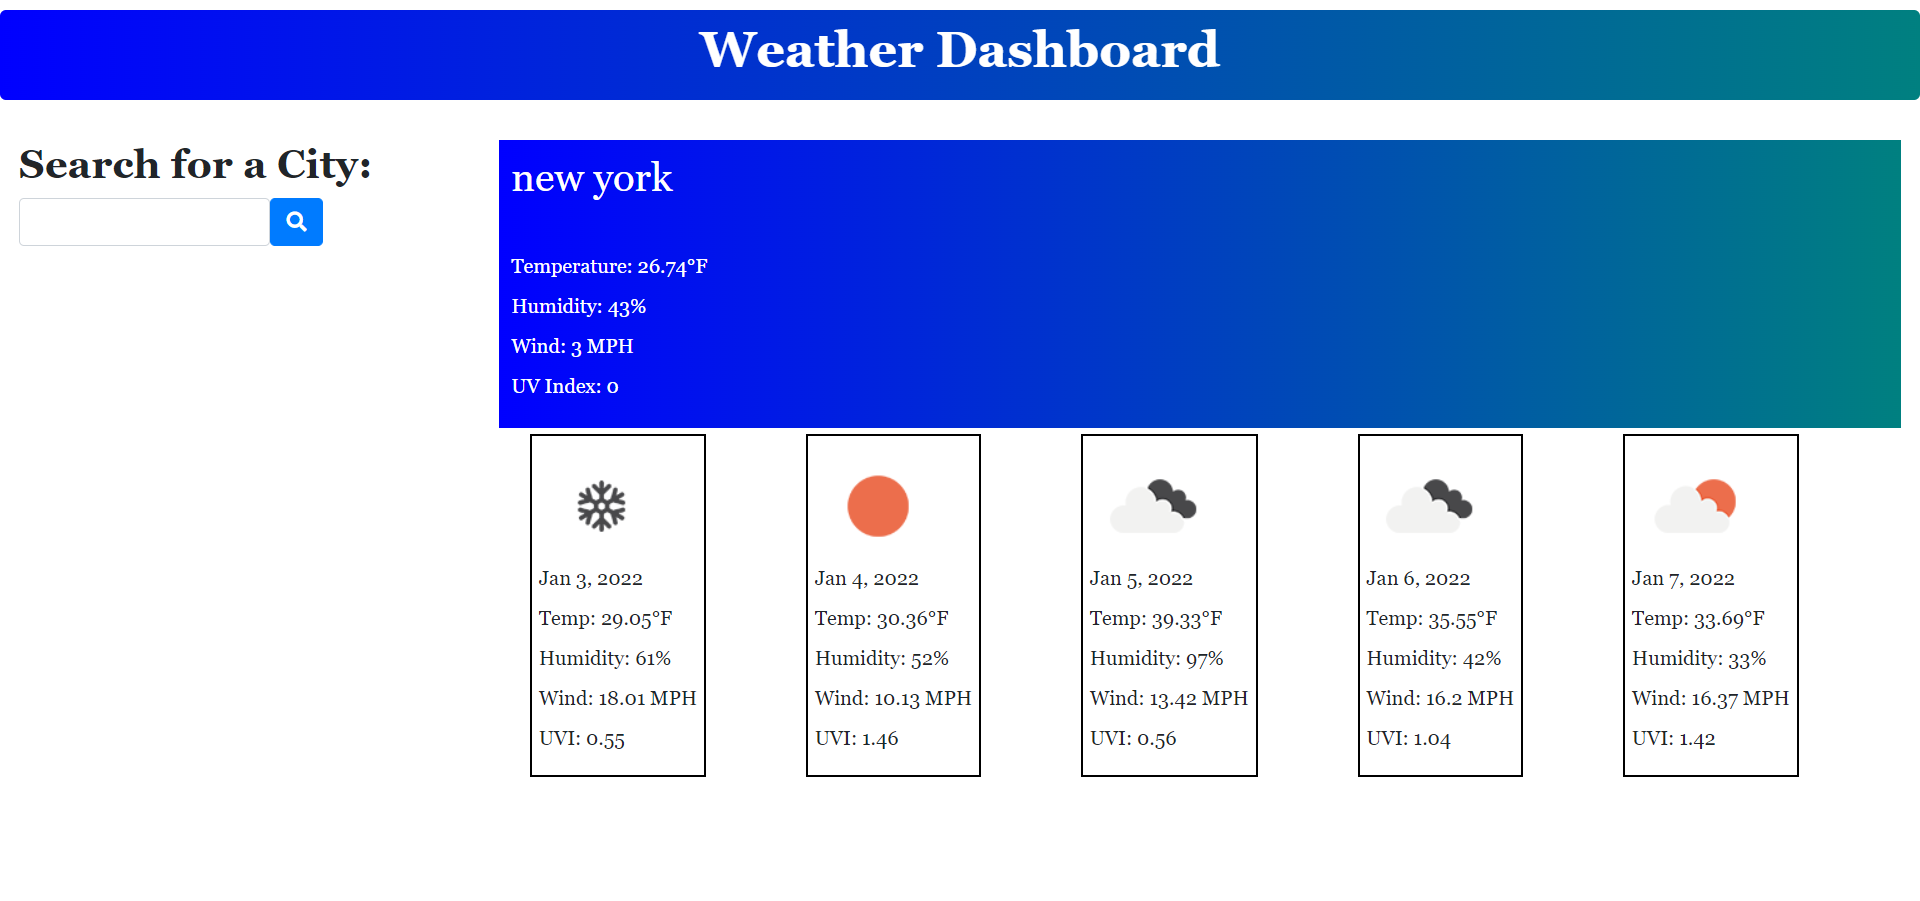 Weather Dashboard
Search for a City:
new york
Temperature: 26.74°F
Humidity: 43%
Wind: 3 MPH
UV Index: 0
Jan 3, 2022
Temp: 29.05°F
Humidity: 61%
Wind: 18.01 MPH
UVI: 0.55
Jan 4, 2022
Temp: 30.36°F
Humidity: 52%
Wind: 10.13 MPH
UVI: 1.46
Jan 5, 2022
Temp: 39.33°F
Humidity: 97%
Wind: 13.42 MPH
UVI: 0.56
Jan 6, 2022
Temp: 35.55°F
Humidity: 42%
Wind: 16.2 MPH
UVI: 1.04
Jan 7, 2022
Temp: 33.69°F
Humidity: 33%
Wind: 16.37 MPH
UVI: 1.42